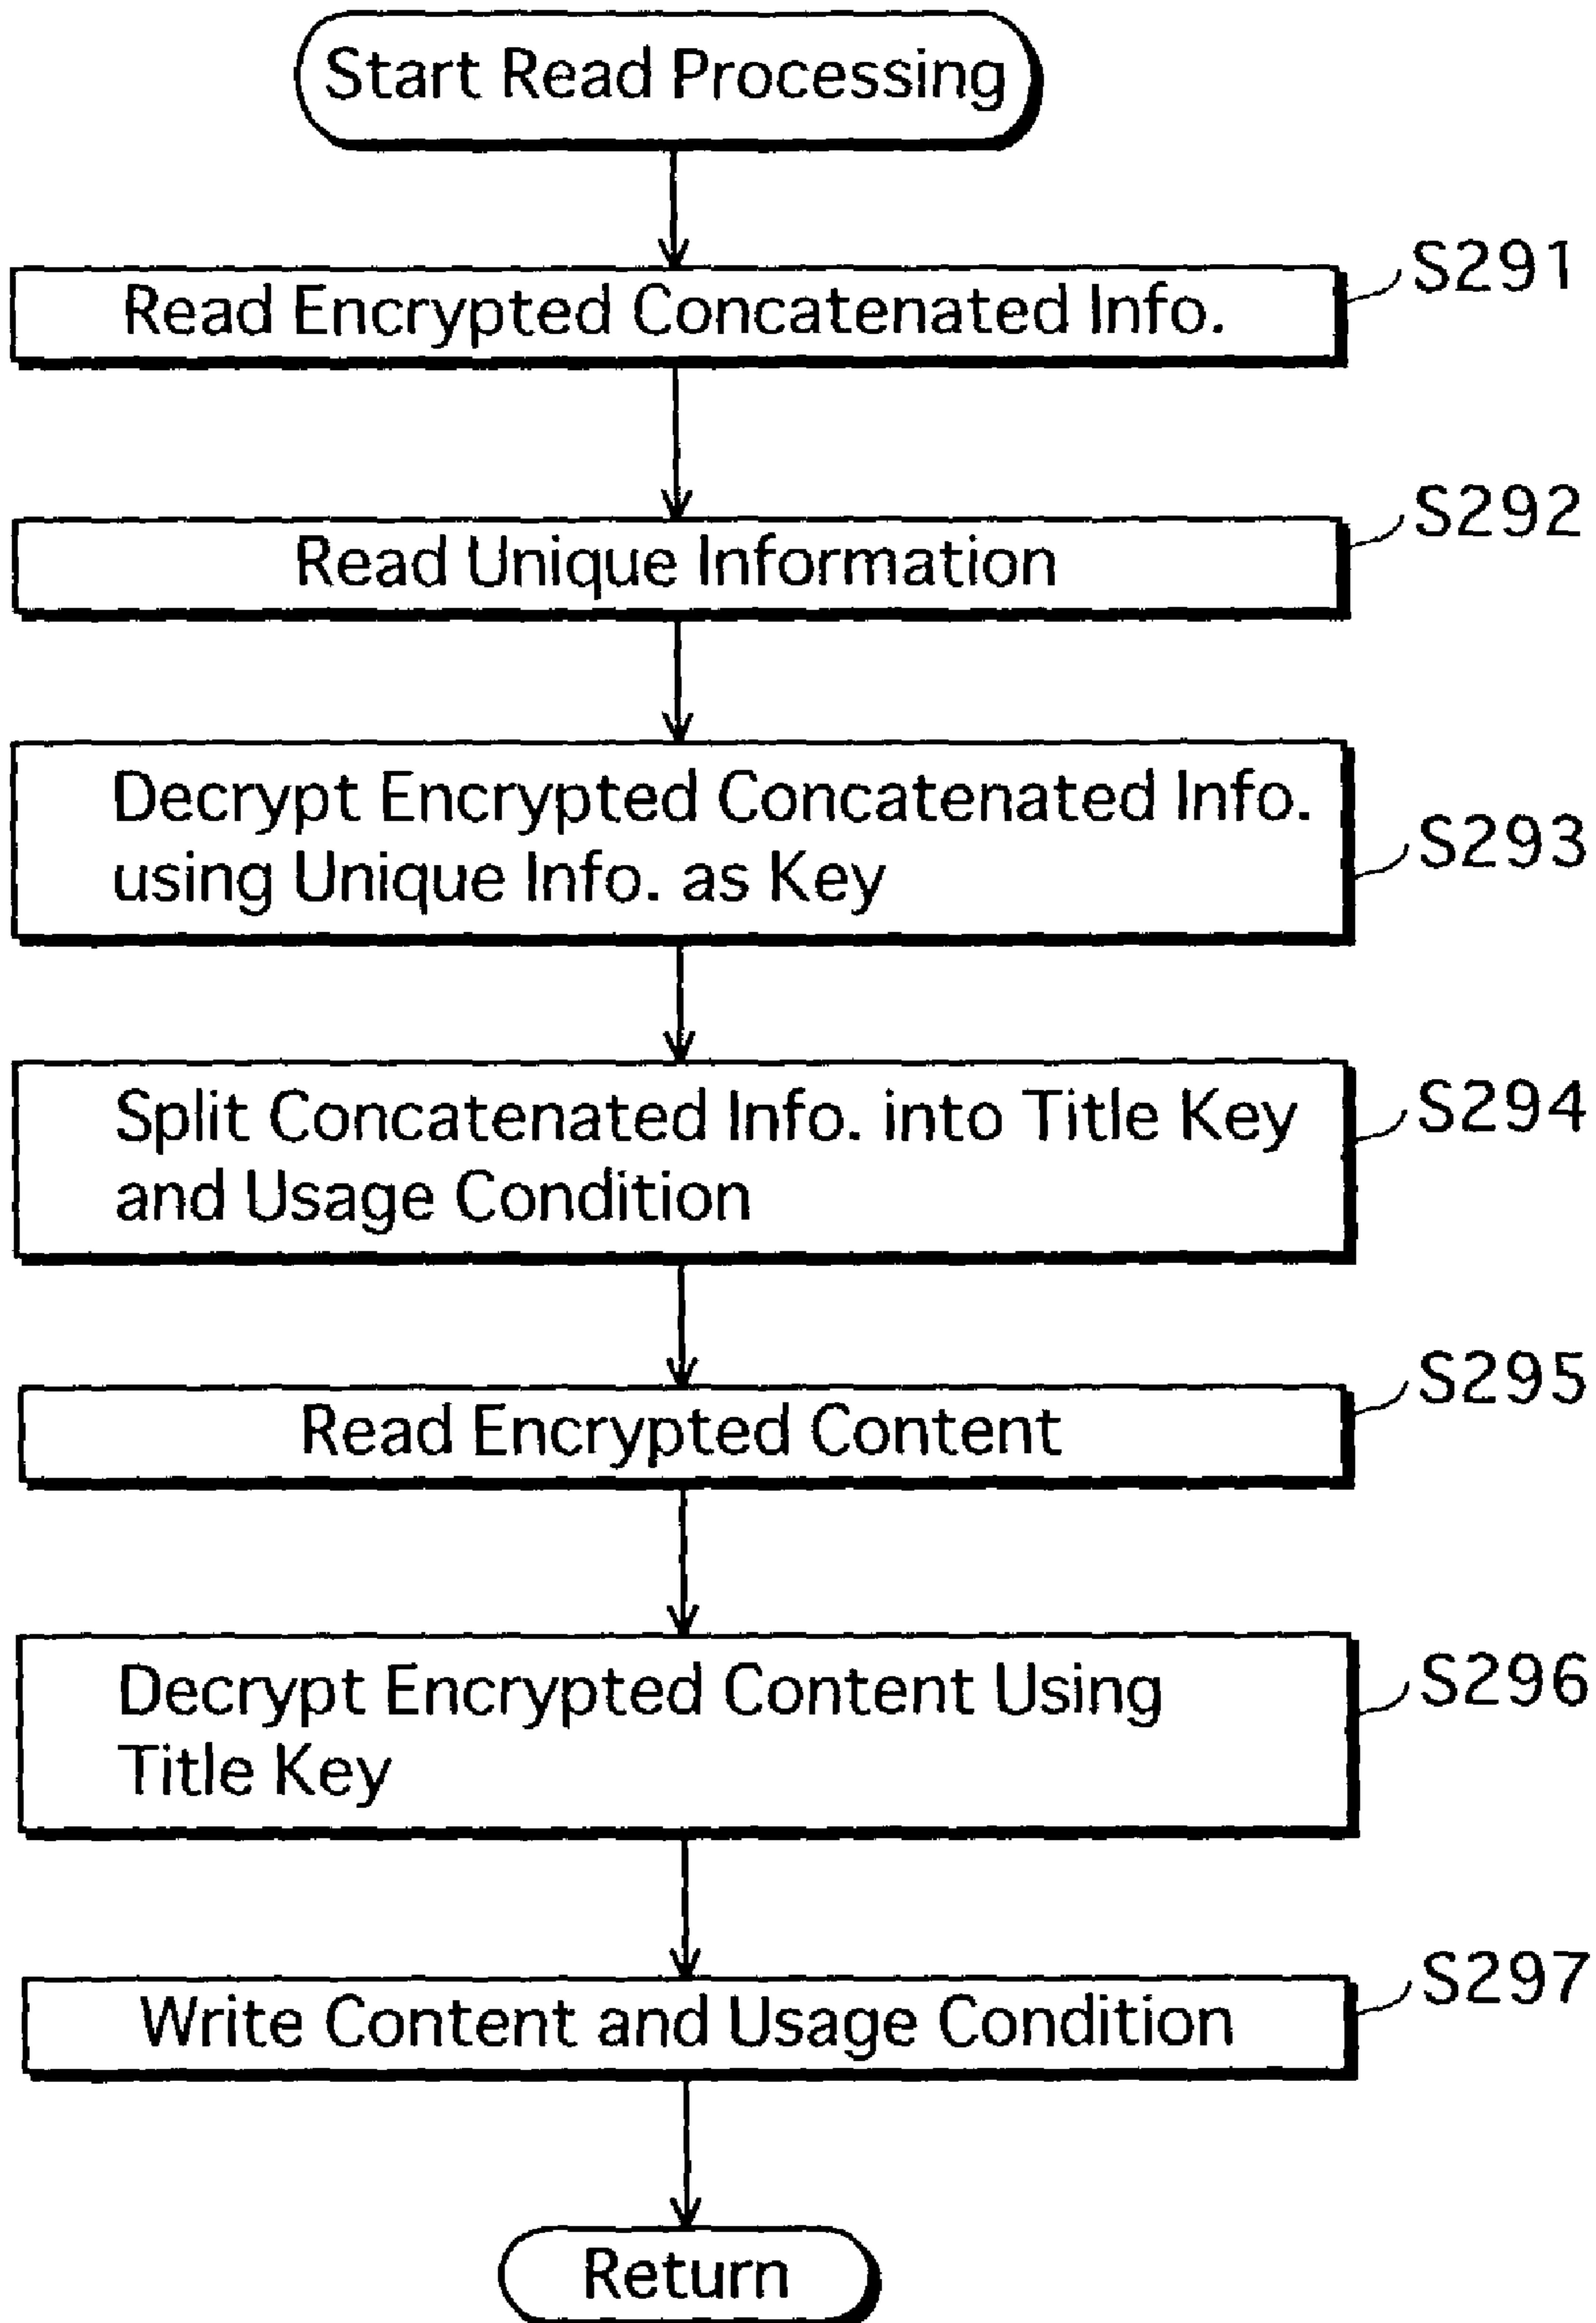 Start Read Processing
S291
Read Encrypted Concatenated Info.
S292
Read Unique Information
Decrypt Encrypted Concatenated Info.
using Unique Info. as Key
S293
Split Concatenated Info. into Title Key
and Usage Condition
S294
S295
Read Encrypted Content
Decrypt Encrypted Content Using
Title Key
S296
S297
Write Content and Usage Condition
Return